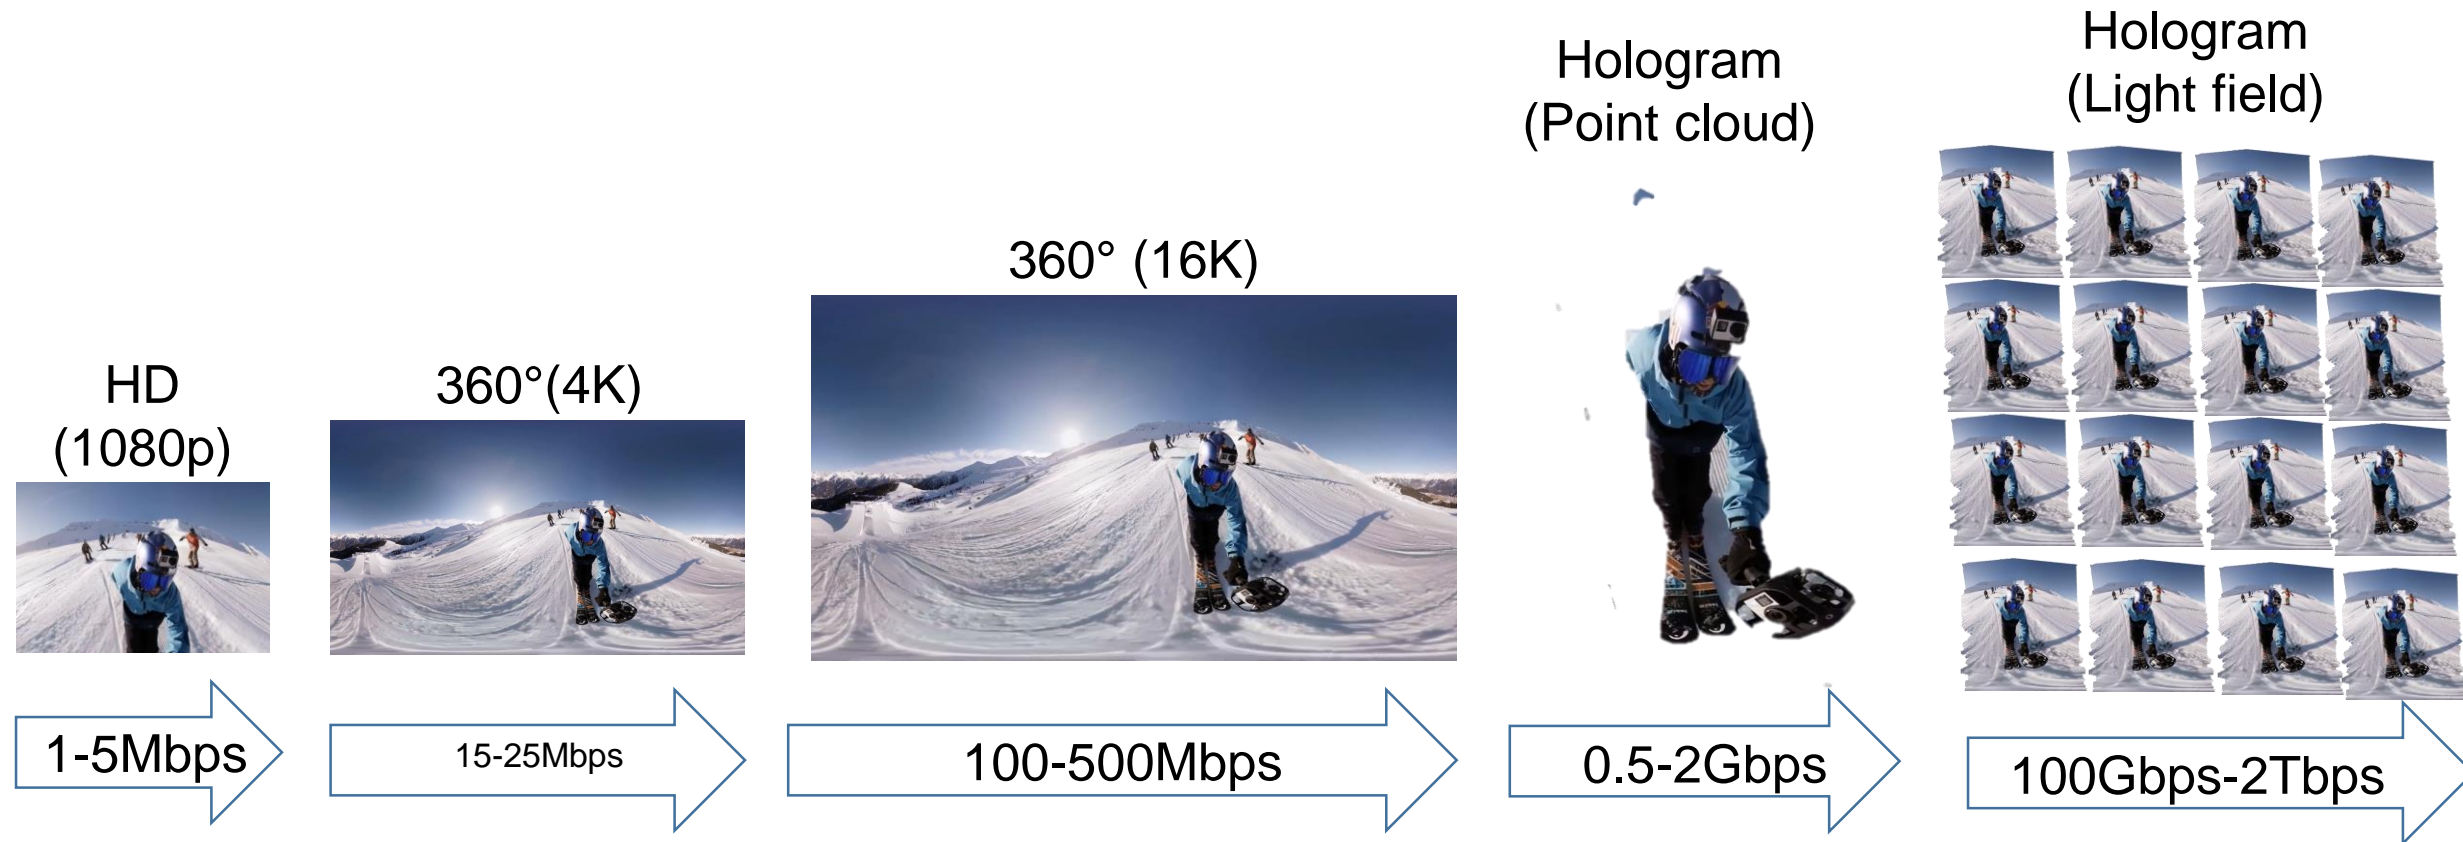 HD
(1080p)
360°(4K)
360° (16K)
Hologram
(Point cloud)
Hologram
(Light field)
1-5Mbps
15-25Mbps
100-500Mbps
0.5-2Gbps
100Gbps-2Tbps